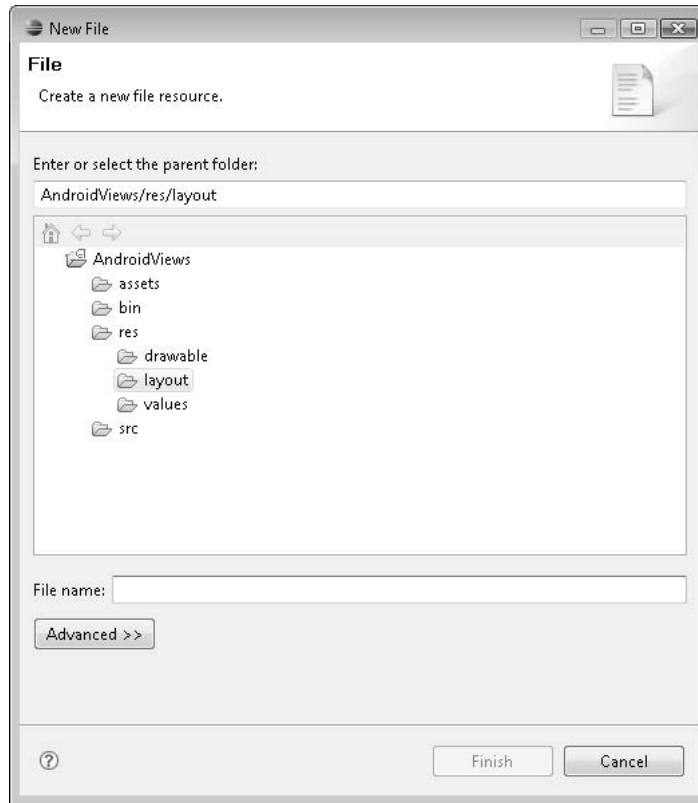 New File
File
Create a new file resource.
Enter or select the parent folder:
AndroidViews/res/layout
AndroidViews
assets
bin
res
drawable
layout
values
src
File name:
Advanced >>
?
Finish
Cancel